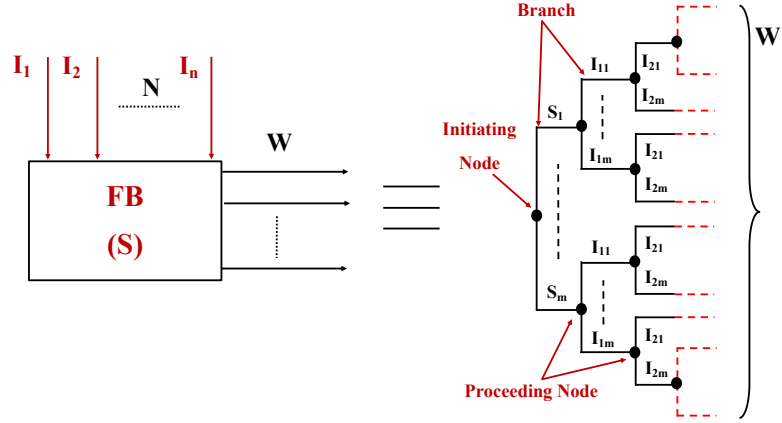 I1 I2 In
N
W
FB
(S)
Branch
W
I11
I21
I2m
S1
Initiating
Node
I1m
I21
I2m
I11
I21
I2m
Sm
I1m
I21
I2m
Proceeding Node